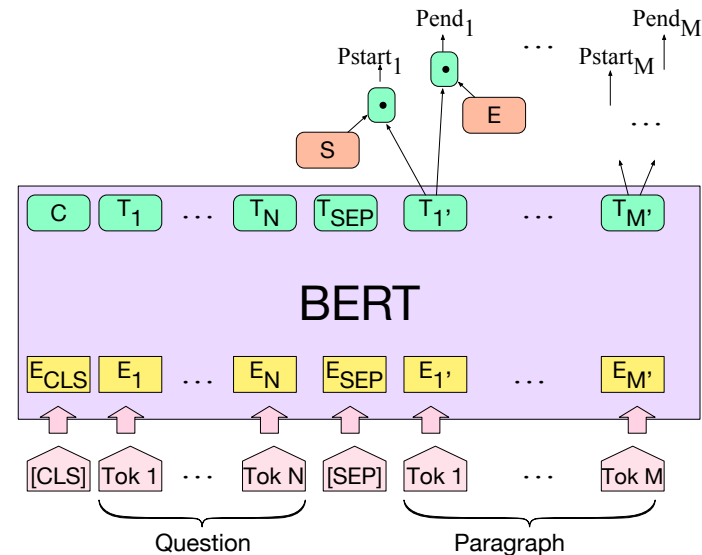 Pend1 ... PendM
Pstart1 PstartM
• •
S E ...
C T1 ... TN TSEP T1’ ... TM’
BERT
ECLS E1 ... EN ESEP E1’ ... EM’
[CLS] Tok 1 ... Tok N [SEP] Tok 1 ... Tok M
Question Paragraph